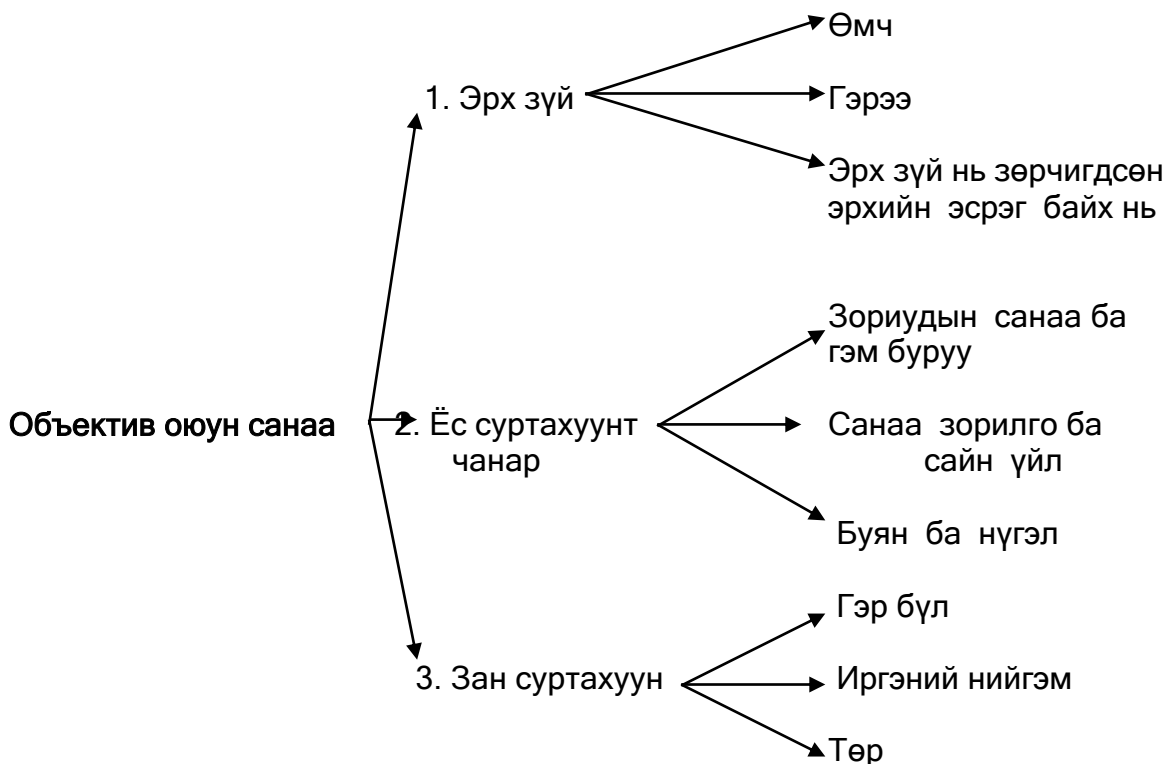 Өмч
1. Эрх зүй
Гэрээ
Эрх зүй нь зөрчигдсөн
эрхийн эсрэг байх нь
Объектив оюун санаа
2. Ёс суртахуунт
чанар
Зориудын санаа ба
гэм буруу
Санаа зорилго ба
сайн үйл
Буян ба нүгэл
3. Зан суртахуун
Гэр бүл
Иргэний нийгэм
Төр